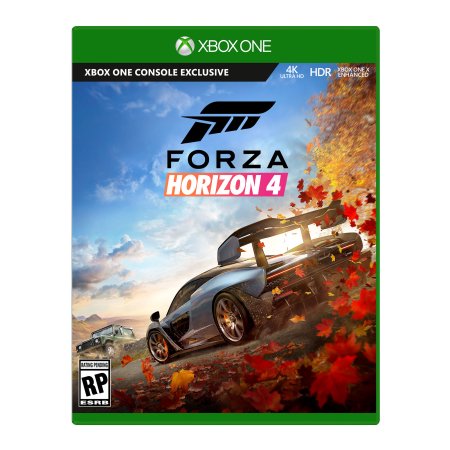 XBOX ONE
XBOX ONE CONSOLE EXCLUSIVE
4K
ULTRA HD
HDR
XBOX ONE X
ENHANCED
FORZA
HORIZON 4
RATING PENDING
RP
ESRB